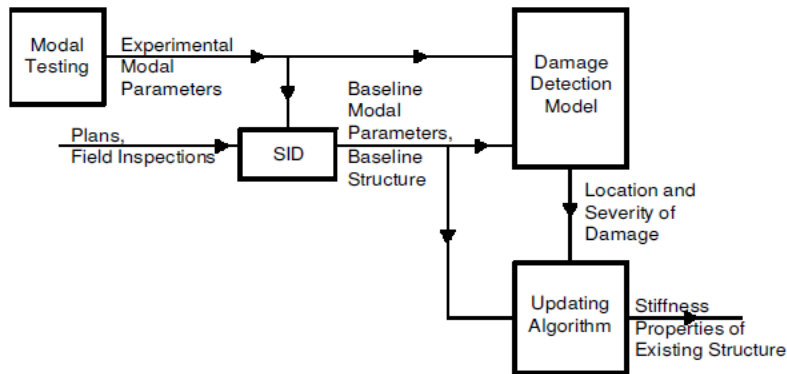 Modal
Testing
Experimental
Modal
Parameters
Damage
Detection
Model
Plans,
Field Inspections
SID
Baseline
Modal
Parameters,
Baseline
Structure
Location and
Severity of
Damage
Updating
Algorithm
Stiffness
Properties of
Existing Structure